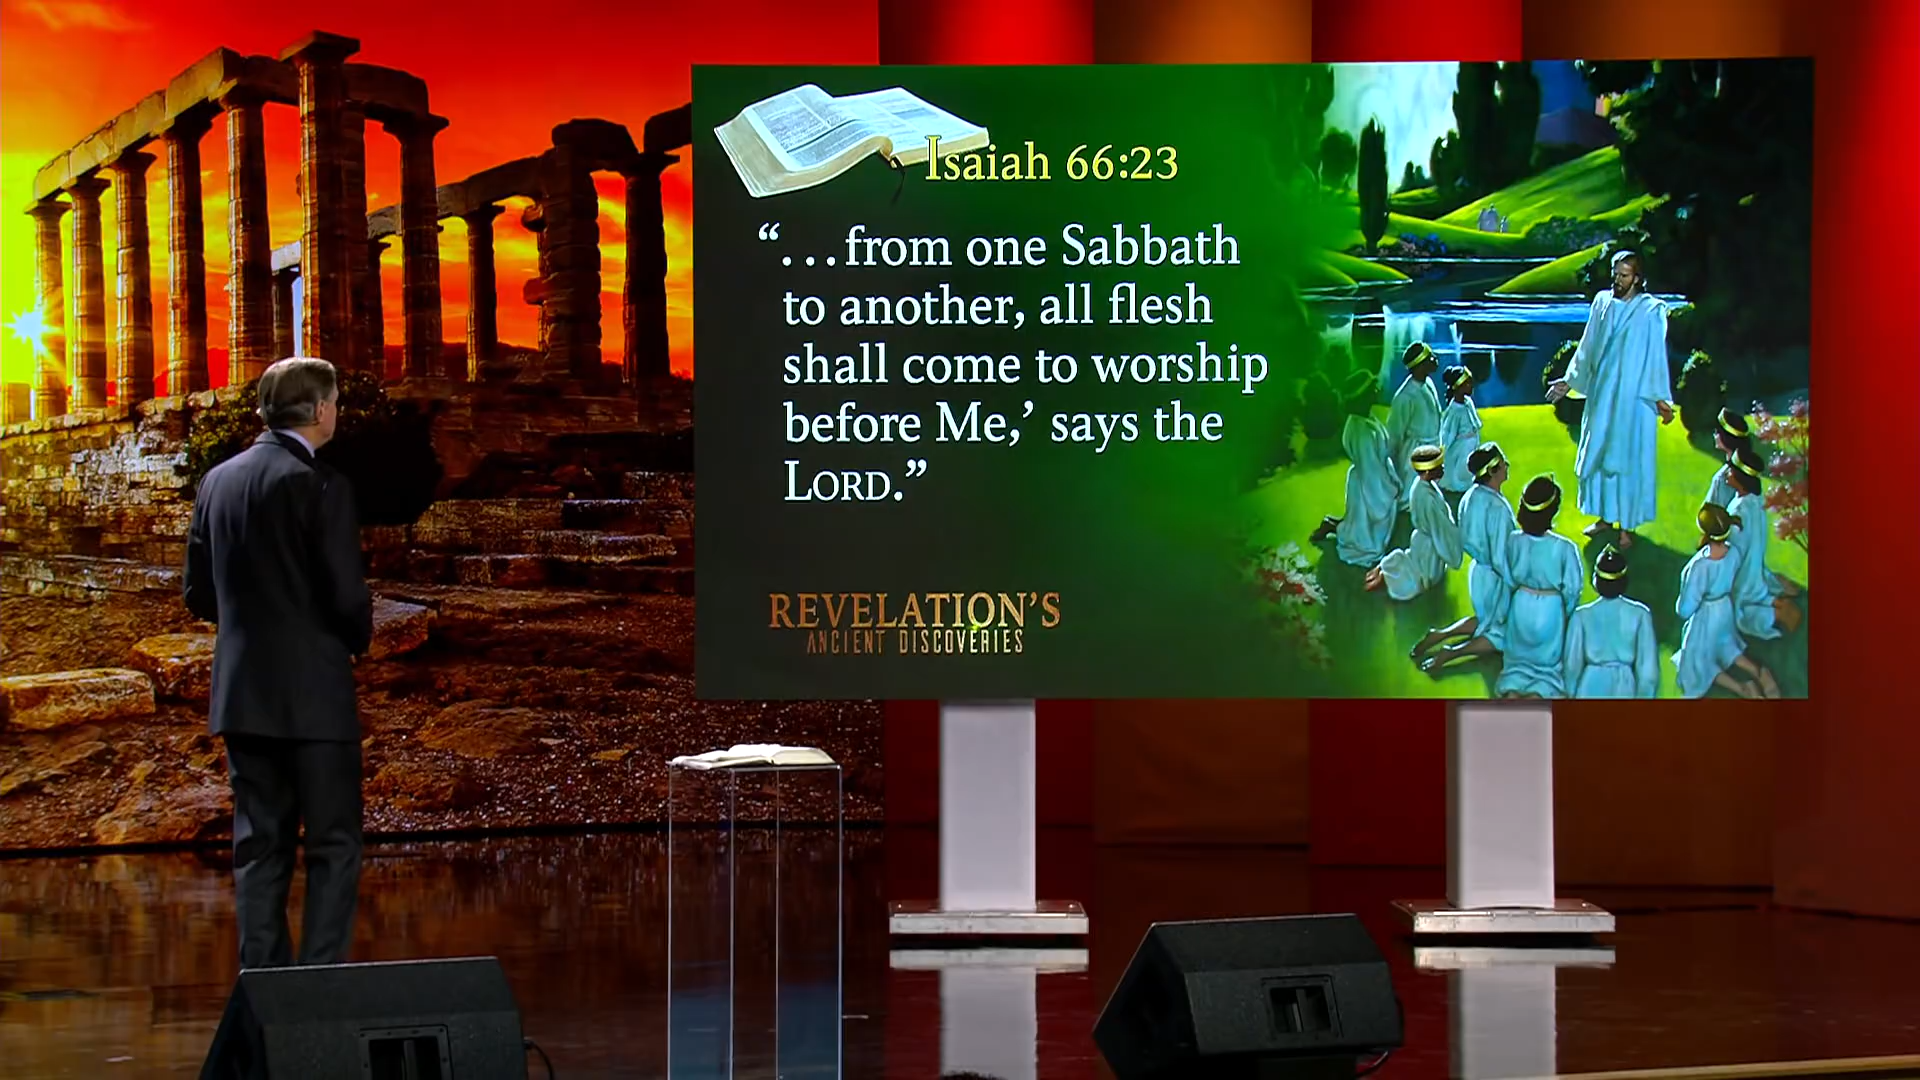 Isaiah 66:23
“...from one Sabbath
to another, all flesh
shall come to worship
before Me,’ says the
LORD.”
REVELATION’S
ANCIENT DISCOVERIES